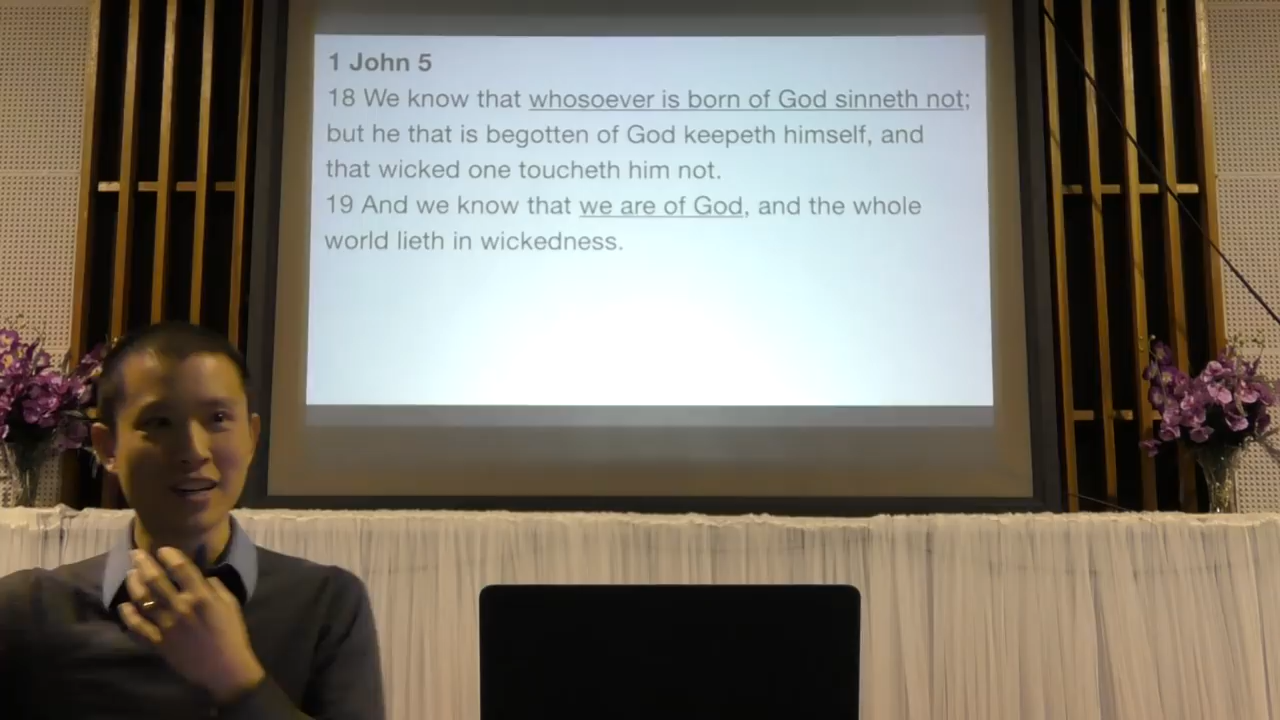 1 John 5
18 We know that whosoever is born of God sinneth not;
but he that is begotten of God keepeth himself, and
that wicked one toucheth him not.
19 And we know that we are of God, and the whole
world lieth in wickedness.